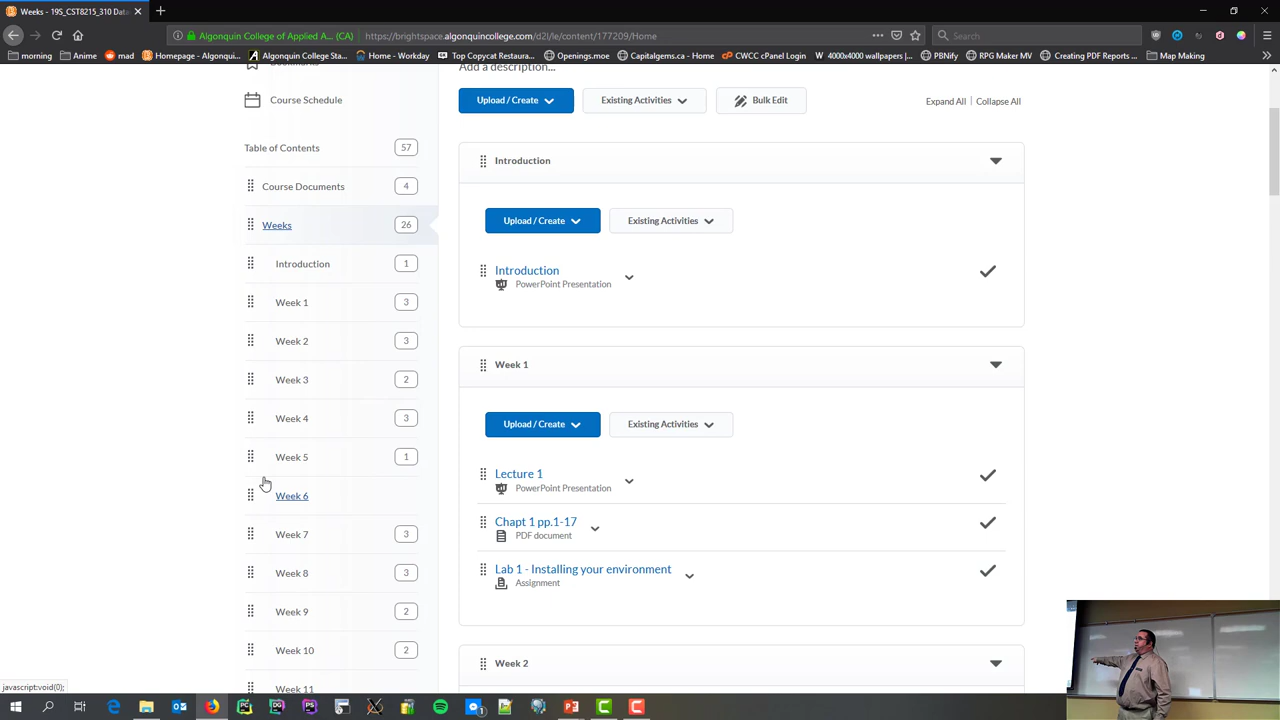 Weeks - 19S_CST8215_310 Dat
Algonquin College of Applied A... (CA)
https://brightspace.algonquincollege.com/d2l/le/content/177209/Home
Search
morning
Anime
reddit
Mail
Homepage - Algonqui...
Algonquin College Sta...
Home - Workday
Top Copycat Restaura...
Openings.moe
Capitalgems.ca - Home
CWCC cPanel Login
4000x4000 wallpapers |...
PBNify
RPG Maker MV
Creating PDF Reports ...
Map Making
Bookmarks
Course Schedule
Table of Contents
57
Course Documents
4
Weeks
26
Introduction
1
Week 1
3
Week 2
3
Week 3
2
Week 4
3
Week 5
1
Week 6
Week 7
3
Week 8
3
Week 9
2
Week 10
2
Week 11
Add a description...
Upload / Create
Existing Activities
Bulk Edit
Expand All | Collapse All
Introduction
Upload / Create
Existing Activities
Introduction
PowerPoint Presentation
Week 1
Upload / Create
Existing Activities
Lecture 1
PowerPoint Presentation
Chapt 1 pp.1-17
PDF document
Lab 1 - Installing your environment
Assignment
Week 2
javascript:void(0);